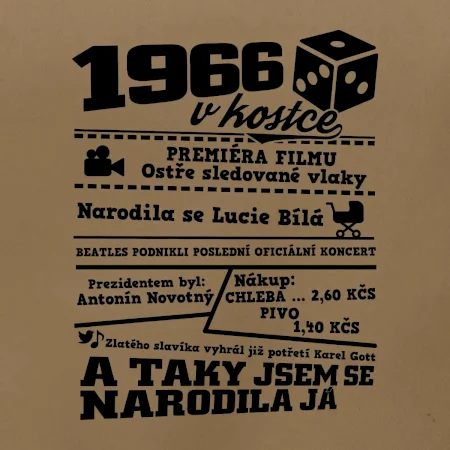 1966
v kostce
PREMIÉRA FILMU
Ostře sledované vlaky
Narodila se Lucie Bílá
BEATLES PODNIKLI POSLEDNÍ OFICIÁLNÍ KONCERT
Prezidentem byl:
Antonín Novotný
Nákup:
CHLEBA ... 2,60 KČS
PIVO
1,40 KČS
Zlatého slavíka vyhrál již potřetí Karel Gott
A TAKY JSEM SE
NARODILA JÁ